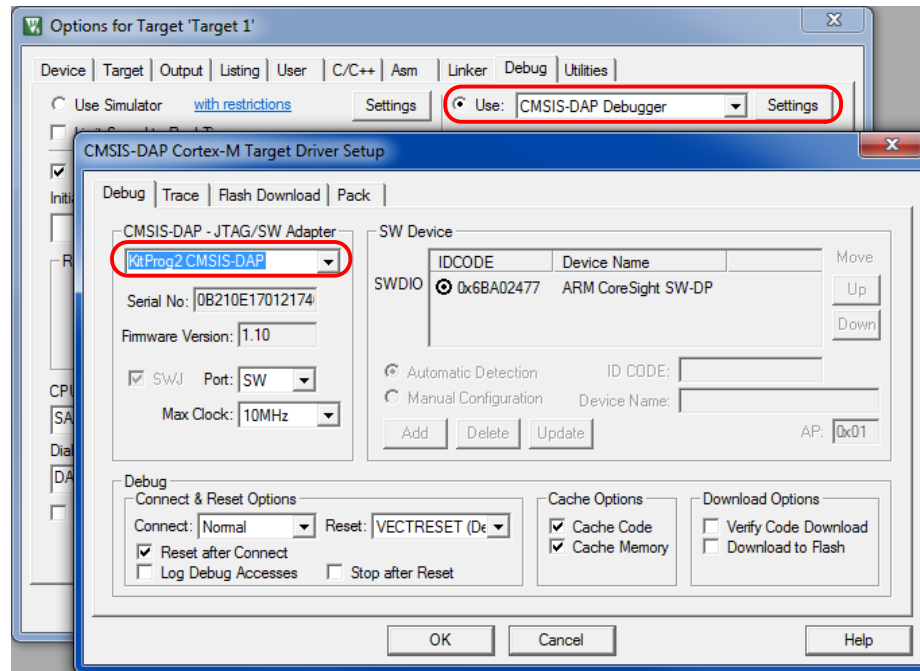 Options for Target 'Target 1'
Device Target Output Listing User C/C++ Asm Linker Debug Utilities
Use Simulator with restrictions Settings Use: CMSIS-DAP Debugger Settings
CMSIS-DAP Cortex-M Target Driver Setup
Debug Trace Flash Download Pack
CMSIS-DAP - JTAG/SW Adapter
KitProg2 CMSIS-DAP
Serial No: 0B210E17012174
Firmware Version: 1.10
SWJ Port: SW
Max Clock: 10MHz
SW Device
IDCODE Device Name Move
SWDIO 0x6BA02477 ARM CoreSight SW-DP Up
Down
Automatic Detection ID CODE:
Manual Configuration Device Name:
Add Delete Update AP: 0x01
Debug
Connect & Reset Options
Connect: Normal Reset: VECTRESET (De
Reset after Connect
Log Debug Accesses Stop after Reset
Cache Options
Cache Code
Cache Memory
Download Options
Verify Code Download
Download to Flash
OK Cancel Help
Initi
R
CPU
SA
Dial
DA